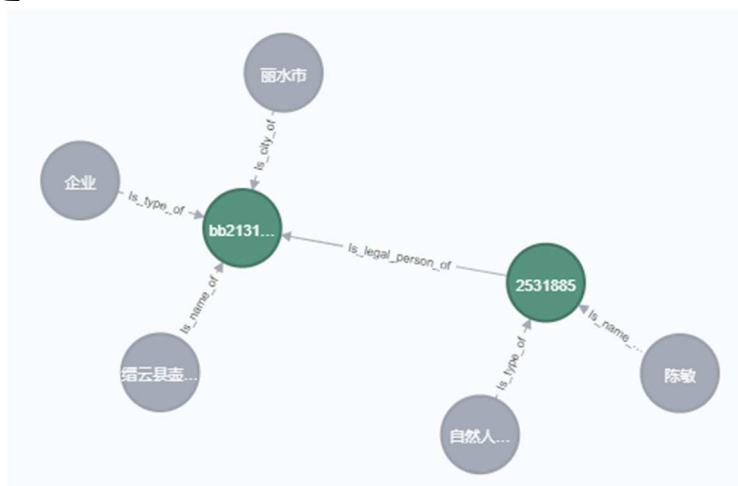 丽水市
Is_city_of
企业
Is_type_of
bb2131...
Is_legal_person_of
2531885
Is_name_of
Is_name_...
缙云县壶...
Is_type_of
陈敏
自然人...